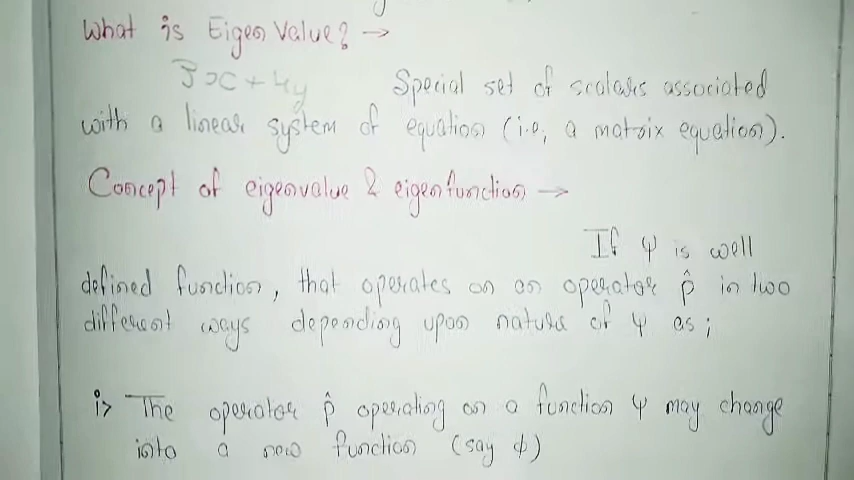 What is Eigen Value? →
3x + 4y Special set of scalars associated
with a linear system of equation (i.e; a matrix equation).
Concept of eigenvalue & eigenfunction →
If ψ is well
defined function, that operates on an operator p̂ in two
different ways depending upon nature of ψ as;
i> The operator p̂ operating on a function ψ may change
into a new function (say ϕ)